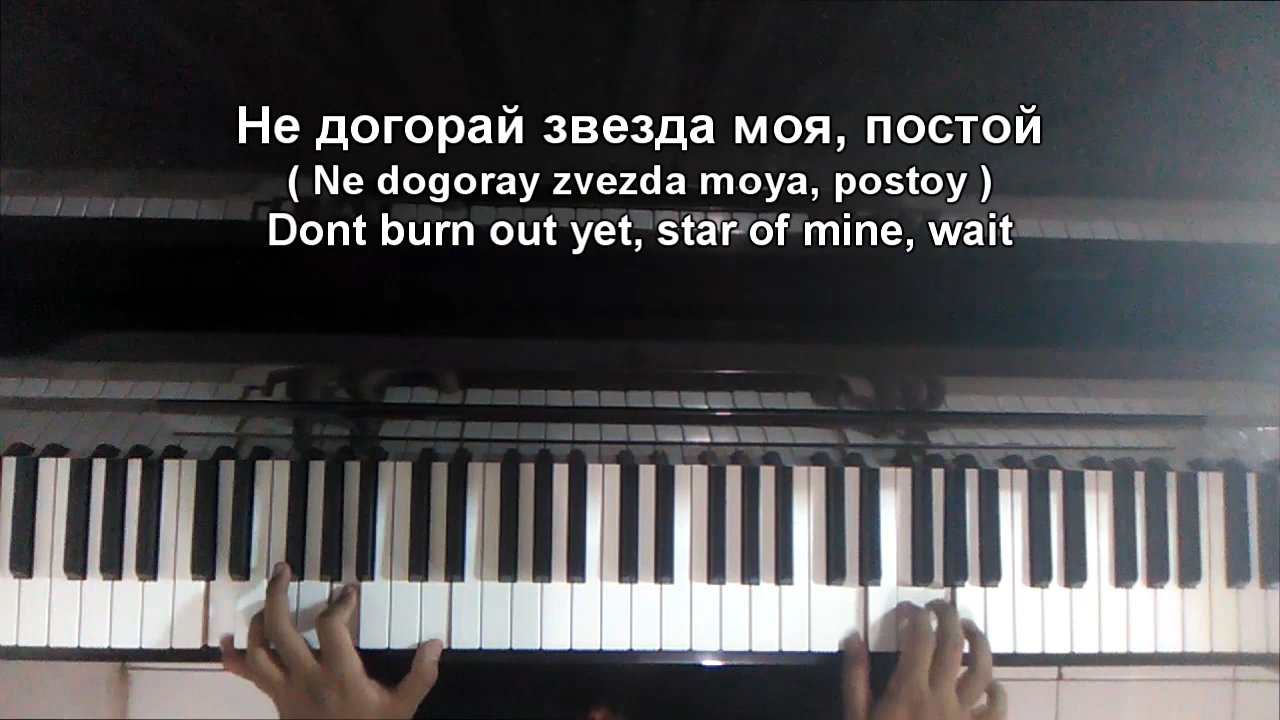 Не догорай звезда моя, постой
( Ne dogoray zvezda moya, postoy )
Dont burn out yet, star of mine, wait